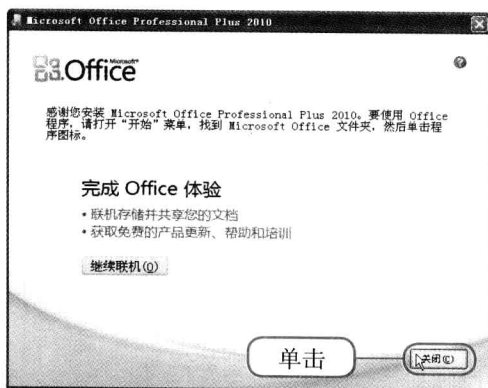 Microsoft Office Professional Plus 2010
Microsoft®
Office
感谢您安装 Microsoft Office Professional Plus 2010。要使用 Office
程序，请打开“开始”菜单，找到 Microsoft Office 文件夹，然后单击程
序图标。
完成 Office 体验
• 联机存储并共享您的文档
• 获取免费的产品更新、帮助和培训
继续联机(O)
单击
关闭(C)